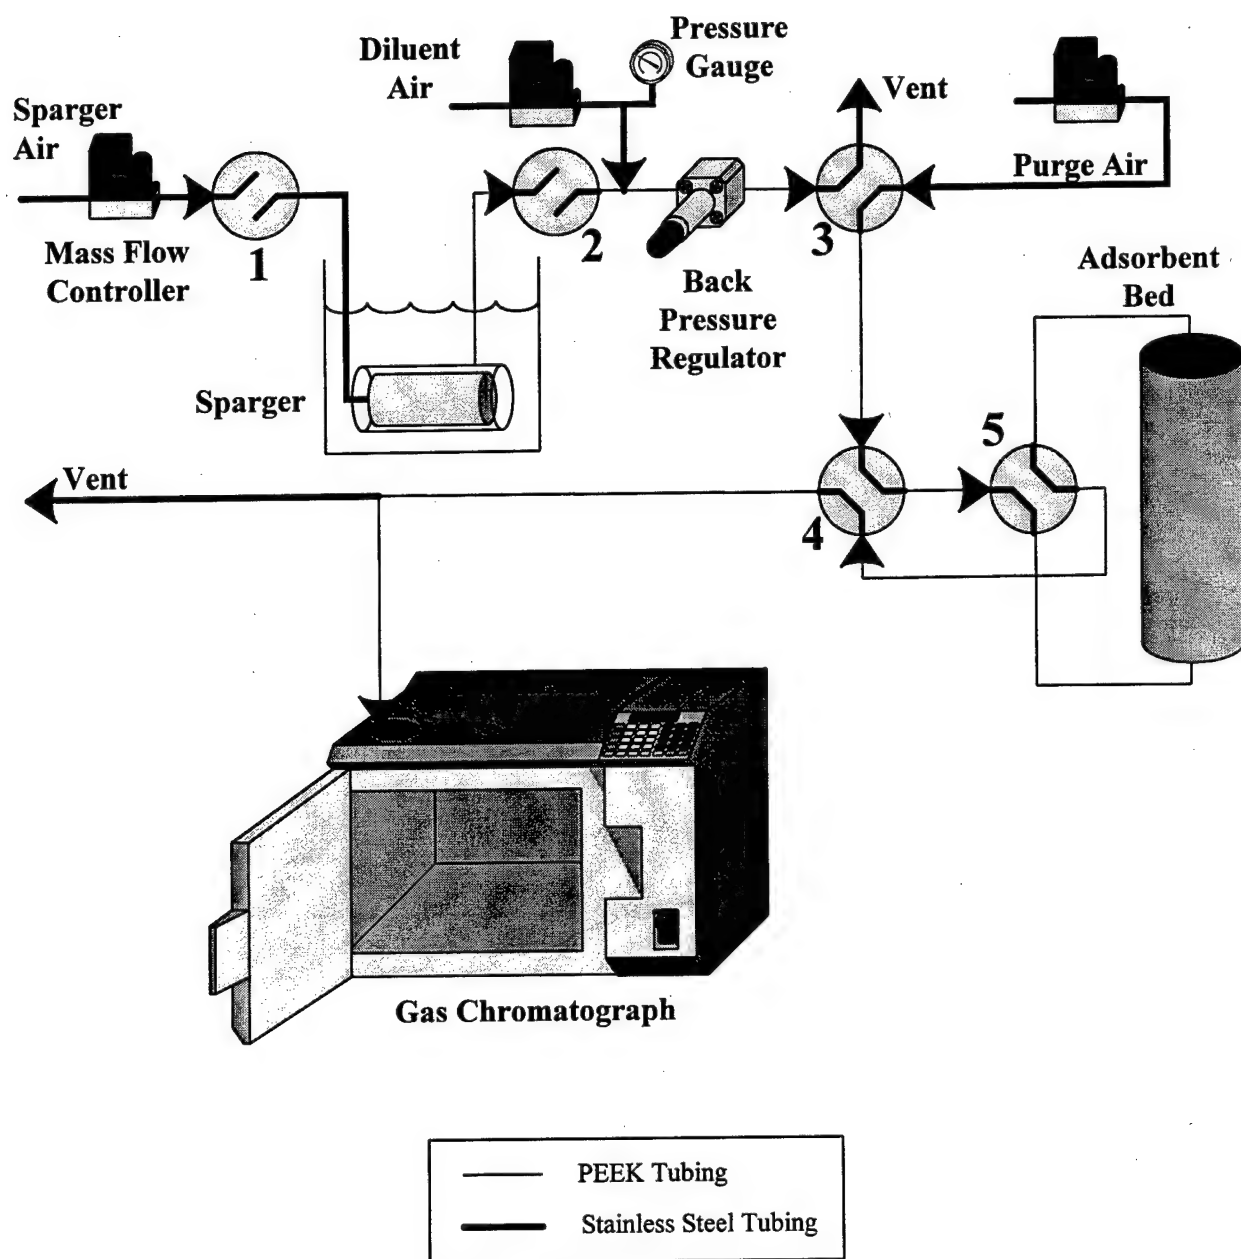 Diluent
Air
Pressure
Gauge
Vent
Sparger
Air
Purge Air
Mass Flow
Controller
1
2
3
Back
Pressure
Regulator
Adsorbent
Bed
Sparger
5
Vent
4
Gas Chromatograph
PEEK Tubing
Stainless Steel Tubing